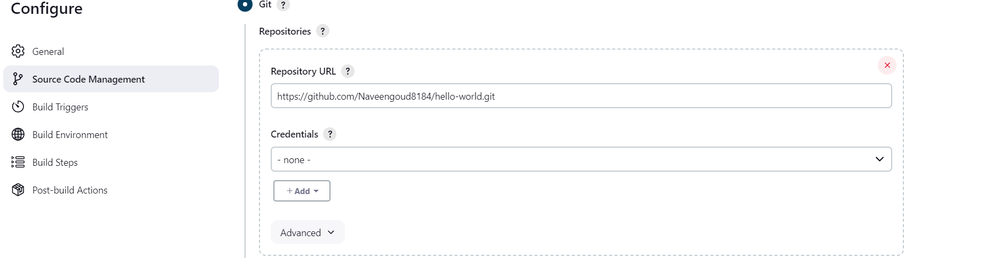 Configure
General
Source Code Management
Build Triggers
Build Environment
Build Steps
Post-build Actions
Git ?
Repositories ?
Repository URL ?
https://github.com/Naveengoud8184/hello-world.git
Credentials ?
- none -
+ Add
Advanced